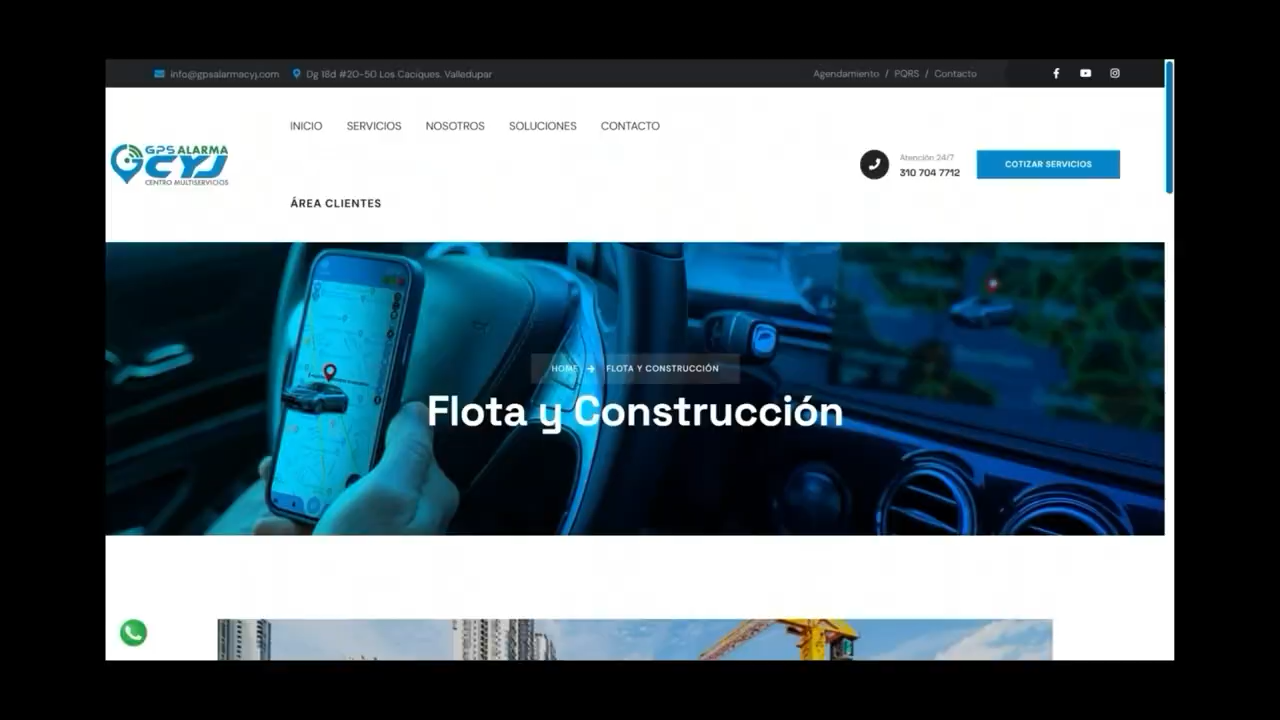 info@gpsalarmacyj.com
Dg 18d #20-50 Los Caciques, Valledupar
Agendamiento / PQRS / Contacto
INICIO
SERVICIOS
NOSOTROS
SOLUCIONES
CONTACTO
GPS ALARMA
CYJ
CENTRO MULTISERVICIOS
Atención 24/7
310 704 7712
COTIZAR SERVICIOS
ÁREA CLIENTES
HOME → FLOTA Y CONSTRUCCIÓN
Flota y Construcción